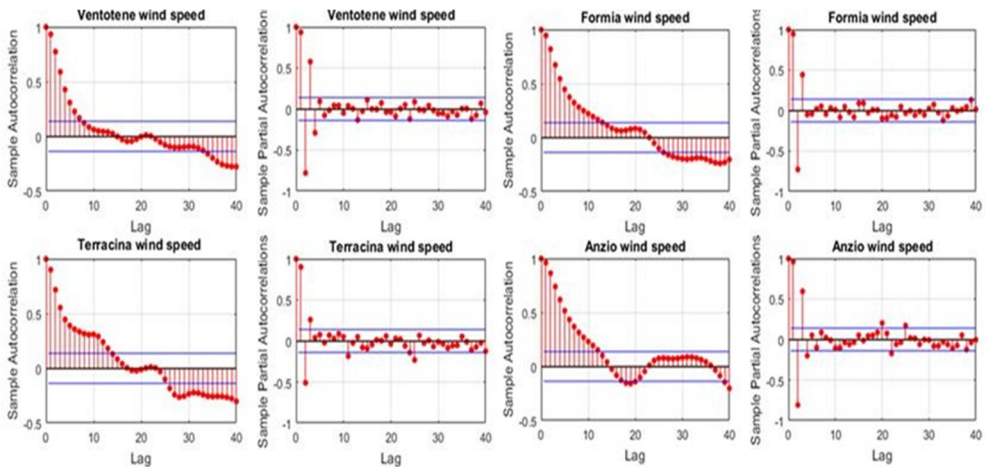 Ventotene wind speed
Sample Autocorrelation
1
0.5
0
-0.5
0 10 20 30 40
Lag
Ventotene wind speed
Sample Partial Autocorrelations
1
0.5
0
-0.5
-1
0 10 20 30 40
Lag
Formia wind speed
Sample Autocorrelation
1
0.5
0
-0.5
0 10 20 30 40
Lag
Formia wind speed
Sample Partial Autocorrelations
1
0.5
0
-0.5
-1
0 10 20 30 40
Lag
Terracina wind speed
Sample Autocorrelation
1
0.5
0
-0.5
0 10 20 30 40
Lag
Terracina wind speed
Sample Partial Autocorrelations
1
0.5
0
-0.5
-1
0 10 20 30 40
Lag
Anzio wind speed
Sample Autocorrelation
1
0.5
0
-0.5
0 10 20 30 40
Lag
Anzio wind speed
Sample Partial Autocorrelations
1
0.5
0
-0.5
-1
0 10 20 30 40
Lag